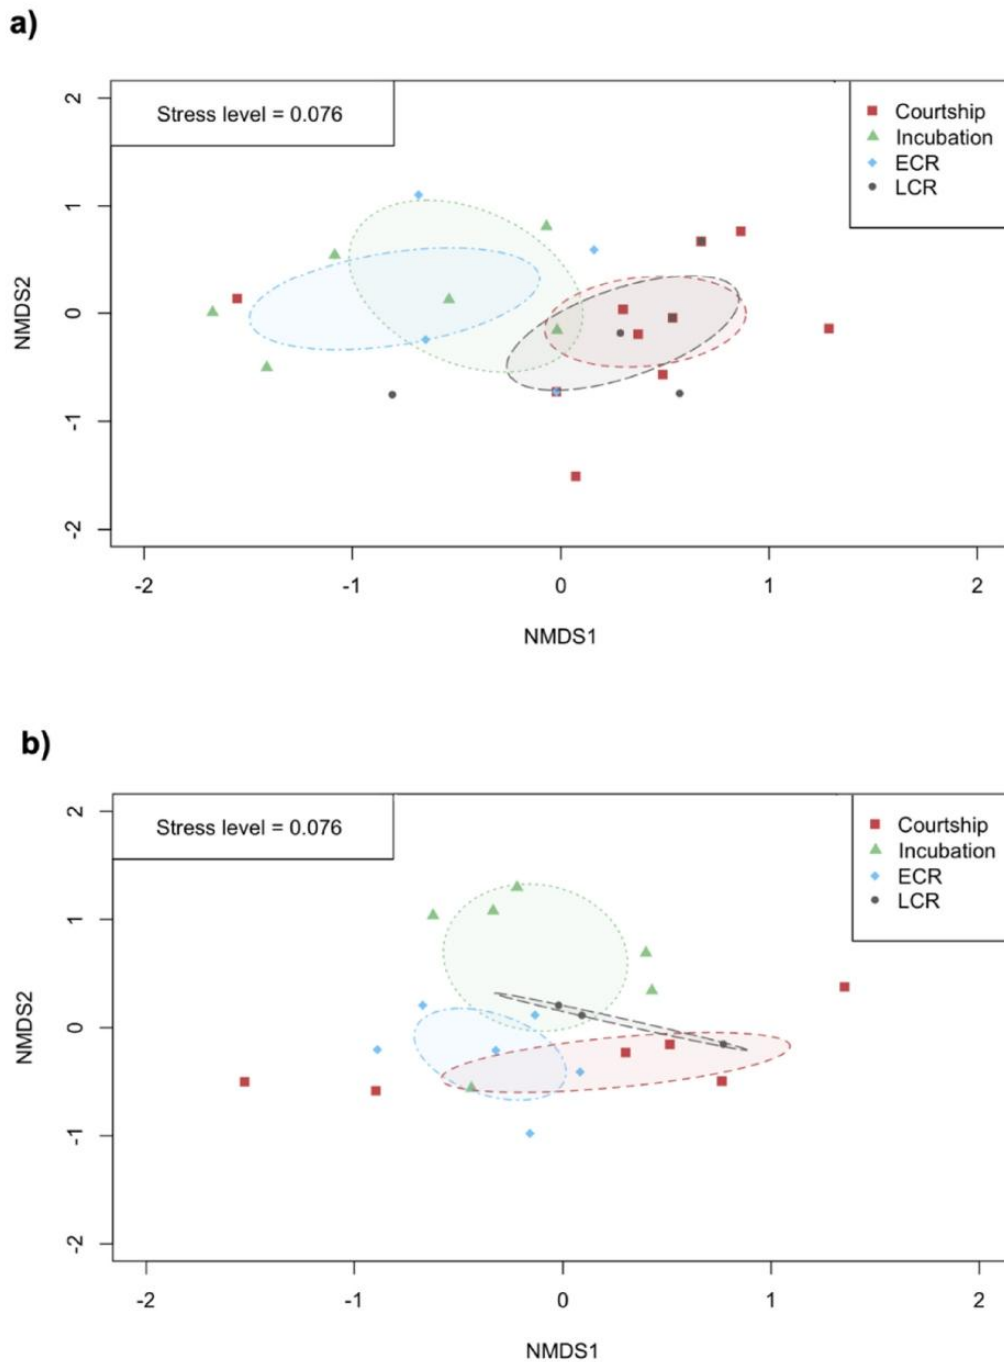 a)
Stress level = 0.076
Courtship
Incubation
ECR
LCR
2
1
0
-1
-2
NMDS2
-2 -1 0 1 2
NMDS1
b)
Stress level = 0.076
Courtship
Incubation
ECR
LCR
2
1
0
-1
-2
NMDS2
-2 -1 0 1 2
NMDS1